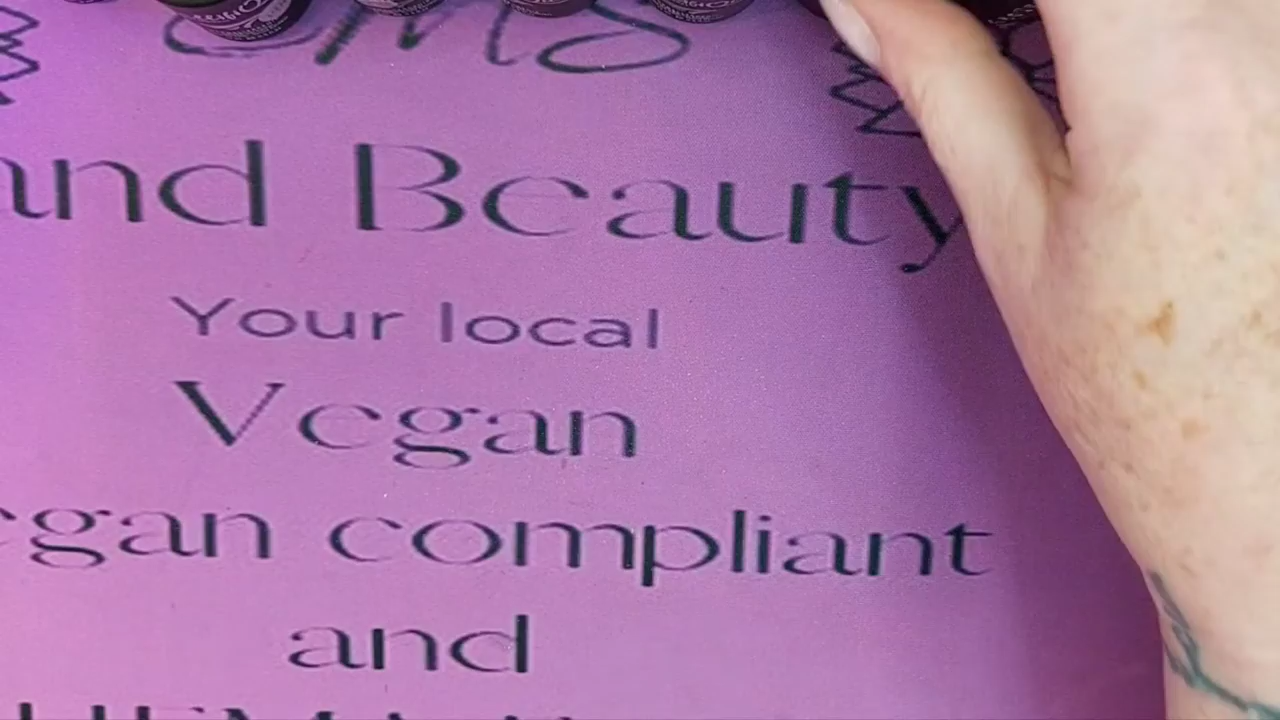 and Beauty
Your local
Vegan
egan compliant
and